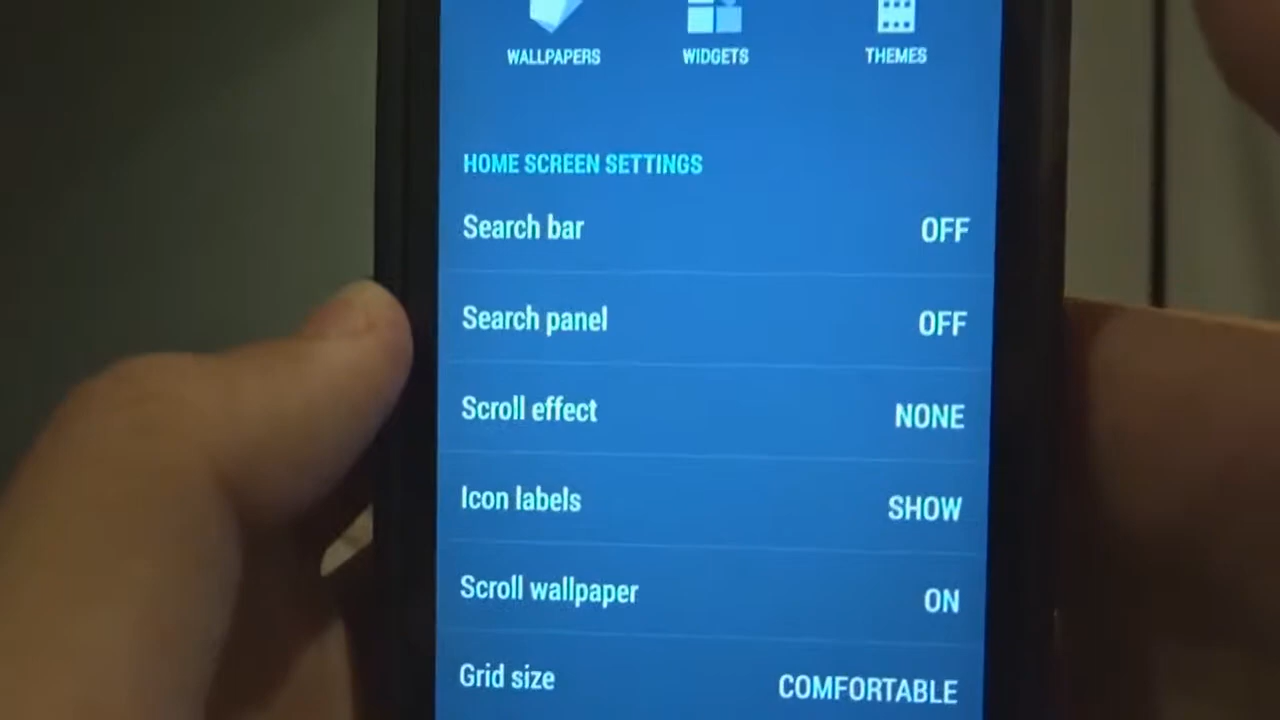 WALLPAPERS WIDGETS THEMES
HOME SCREEN SETTINGS
Search bar OFF
Search panel OFF
Scroll effect NONE
Icon labels SHOW
Scroll wallpaper ON
Grid size COMFORTABLE